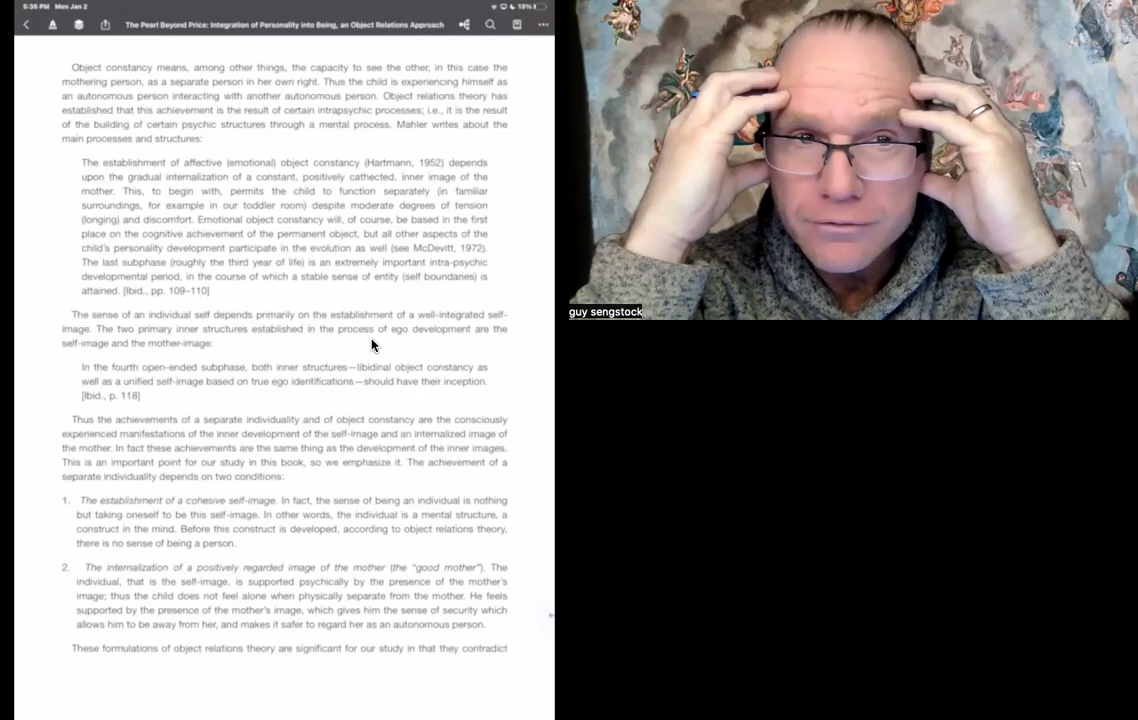 5:35 PM Mon Jan 2
13%
The Pearl Beyond Price: Integration of Personality into Being, an Object Relations Approach
Object constancy means, among other things, the capacity to see the other, in this case the
mothering person, as a separate person in her own right. Thus the child is experiencing himself as
an autonomous person interacting with another autonomous person. Object relations theory has
established that this achievement is the result of certain intrapsychic processes; i.e., it is the result
of the building of certain psychic structures through a mental process. Mahler writes about the
main processes and structures:
The establishment of affective (emotional) object constancy (Hartmann, 1952) depends
upon the gradual internalization of a constant, positively cathected, inner image of the
mother. This, to begin with, permits the child to function separately (in familiar
surroundings, for example in our toddler room) despite moderate degrees of tension
(longing) and discomfort. Emotional object constancy will, of course, be based in the first
place on the cognitive achievement of the permanent object, but all other aspects of the
child's personality development participate in the evolution as well (see McDevitt, 1972).
The last subphase (roughly the third year of life) is an extremely important intra-psychic
developmental period, in the course of which a stable sense of entity (self boundaries) is
attained. [Ibid., pp. 109–110]
The sense of an individual self depends primarily on the establishment of a well-integrated self-
image. The two primary inner structures established in the process of ego development are the
self-image and the mother-image:
In the fourth open-ended subphase, both inner structures—libidinal object constancy as
well as a unified self-image based on true ego identifications—should have their inception.
[Ibid., p. 118]
Thus the achievements of a separate individuality and of object constancy are the consciously
experienced manifestations of the inner development of the self-image and an internalized image of
the mother. In fact these achievements are the same thing as the development of the inner images.
This is an important point for our study in this book, so we emphasize it. The achievement of a
separate individuality depends on two conditions:
1. The establishment of a cohesive self-image. In fact, the sense of being an individual is nothing
but taking oneself to be this self-image. In other words, the individual is a mental structure, a
construct in the mind. Before this construct is developed, according to object relations theory,
there is no sense of being a person.
2. The internalization of a positively regarded image of the mother (the "good mother"). The
individual, that is the self-image, is supported psychically by the presence of the mother's
image; thus the child does not feel alone when physically separate from the mother. He feels
supported by the presence of the mother's image, which gives him the sense of security which
allows him to be away from her, and makes it safer to regard her as an autonomous person.
These formulations of object relations theory are significant for our study in that they contradict
guy sengstock